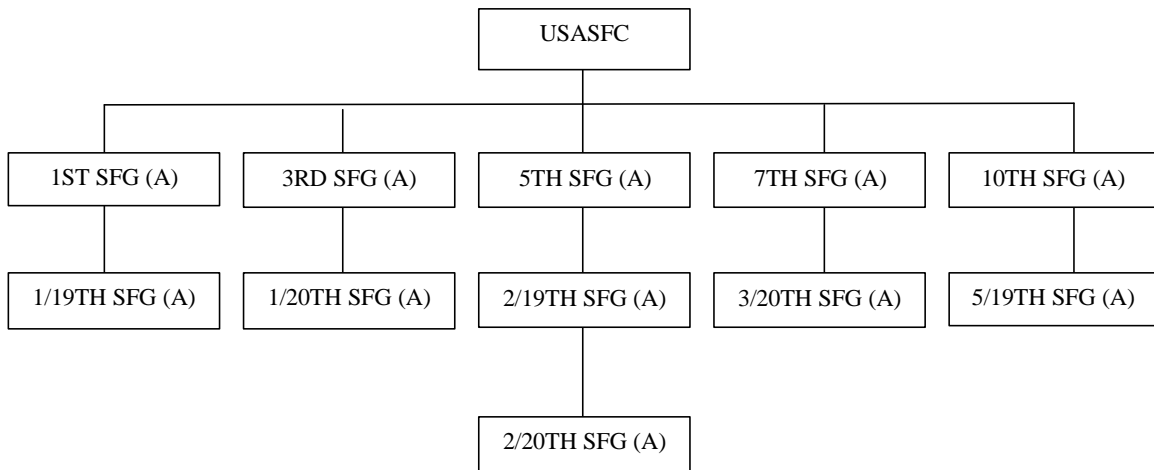 USASFC
1ST SFG (A)
3RD SFG (A)
5TH SFG (A)
7TH SFG (A)
10TH SFG (A)
1/19TH SFG (A)
1/20TH SFG (A)
2/19TH SFG (A)
3/20TH SFG (A)
5/19TH SFG (A)
2/20TH SFG (A)